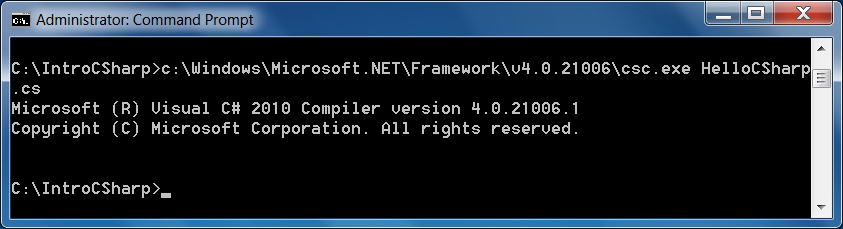 Administrator: Command Prompt
C:\IntroCSharp>c:\Windows\Microsoft.NET\Framework\v4.0.21006\csc.exe HelloCSharp
.cs
Microsoft (R) Visual C# 2010 Compiler version 4.0.21006.1
Copyright (C) Microsoft Corporation. All rights reserved.
C:\IntroCSharp>_